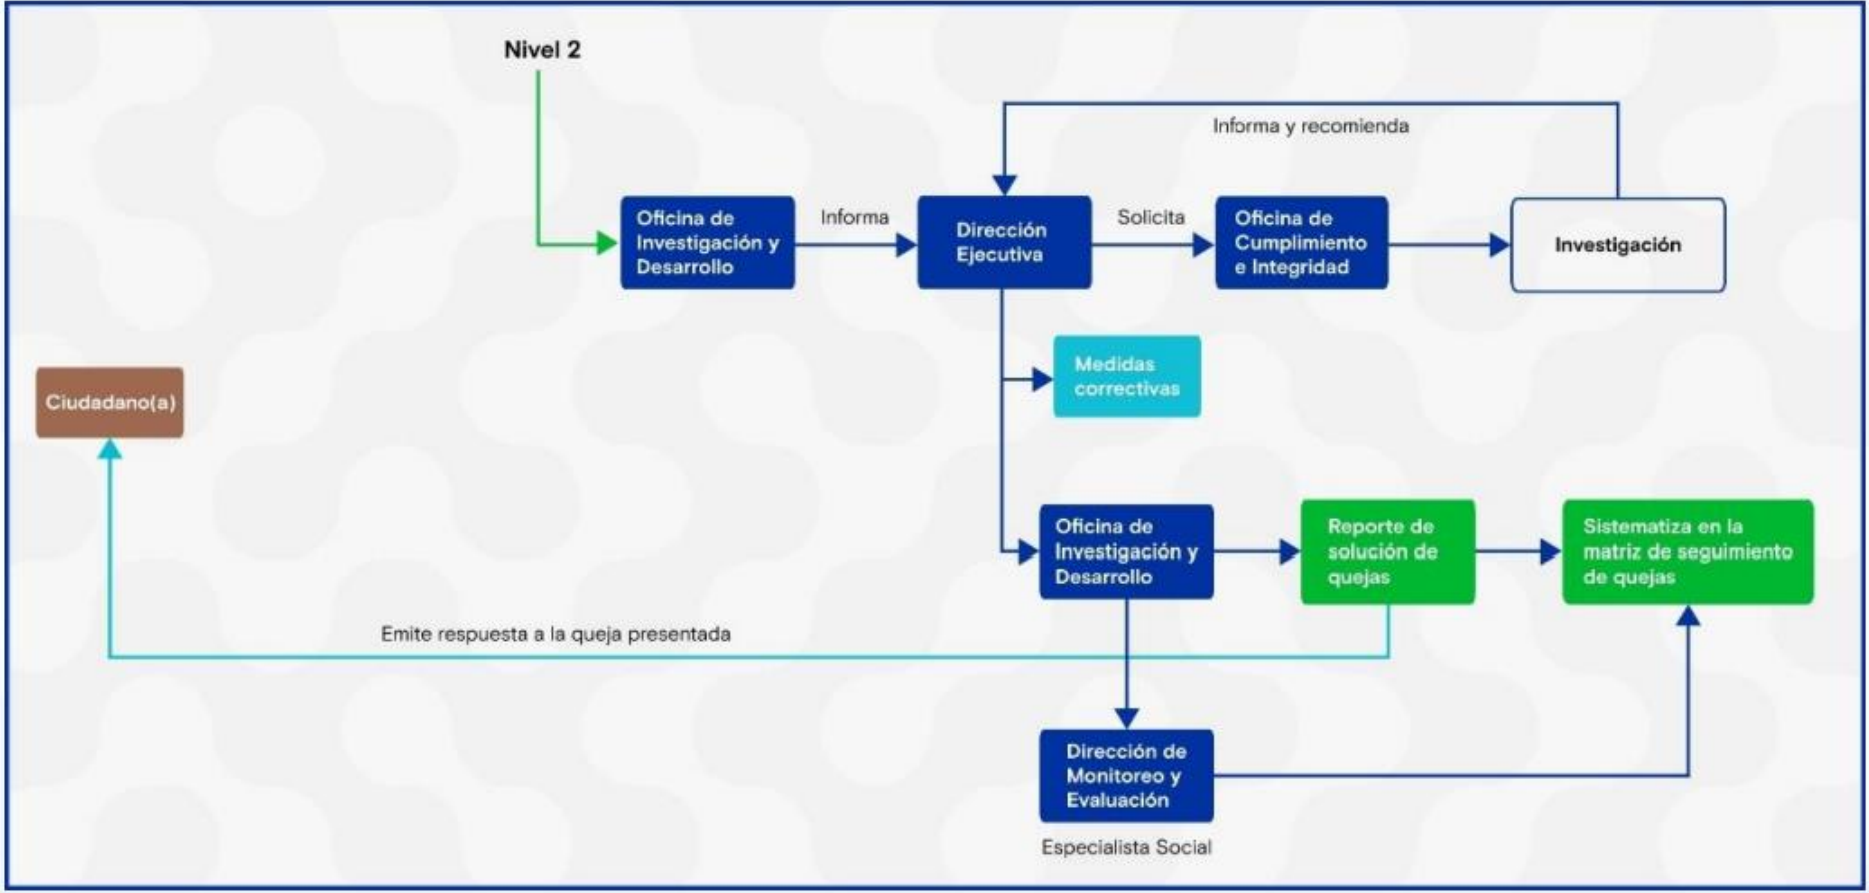 Nivel 2
Informa y recomienda
Oficina de
Investigación y
Desarrollo
Informa
Dirección
Ejecutiva
Solicita
Oficina de
Cumplimiento
e Integridad
Investigación
Medidas
correctivas
Ciudadano(a)
Oficina de
Investigación y
Desarrollo
Reporte de
solución de
quejas
Sistematiza en la
matriz de seguimiento
de quejas
Emite respuesta a la queja presentada
Dirección de
Monitoreo y
Evaluación
Especialista Social